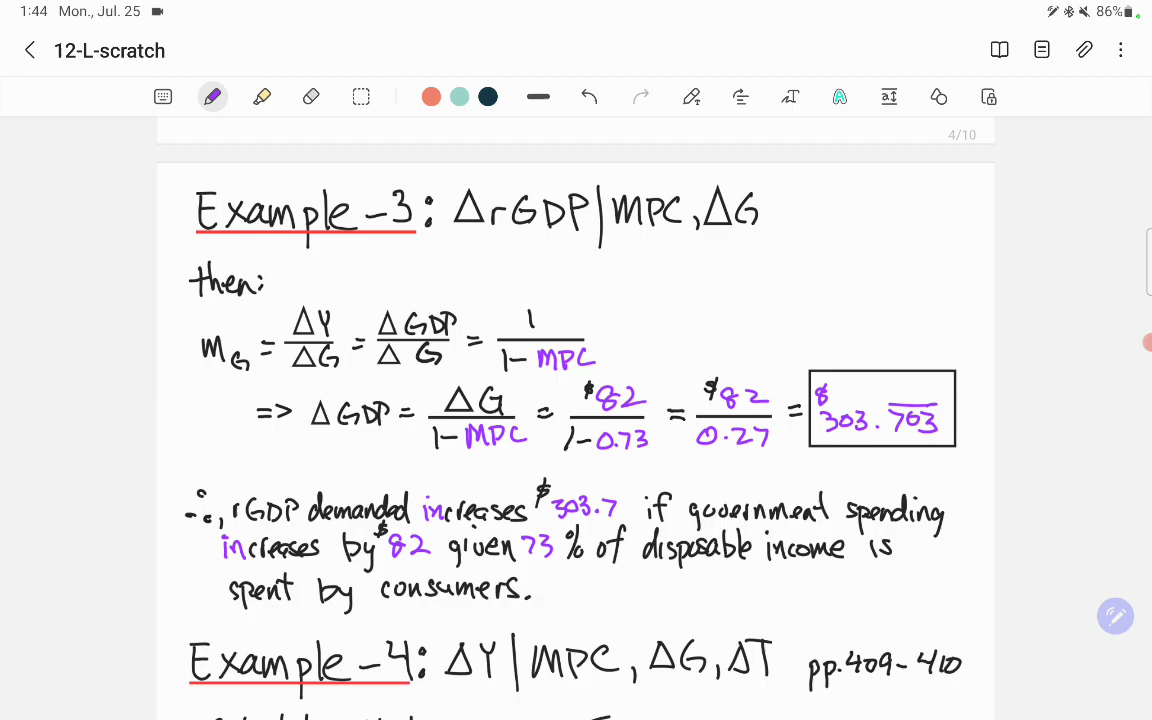 1:44 Mon., Jul. 25 86%
12-L-scratch
4/10
Example-3: ΔrGDP|MPC,ΔG
then:
m_G = ΔY/ΔG = ΔGDP/ΔG = 1/(1-MPC)
=> ΔGDP = ΔG/(1-MPC) = $82/(1-0.73) = $82/0.27 = $303.\overline{703}
∴, rGDP demanded increases $303.7 if government spending
increases by $82 given 73% of disposable income is
spent by consumers.
Example-4: ΔY|MPC, ΔG, ΔT pp.409-410